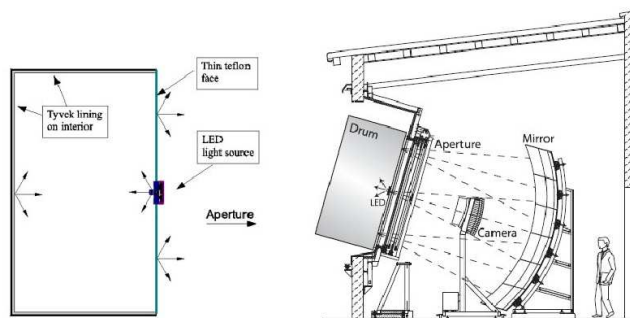 Thin teflon
face
Tyvek lining
on interior
LED
light source
Aperture
Drum
Aperture
Mirror
LED
Camera